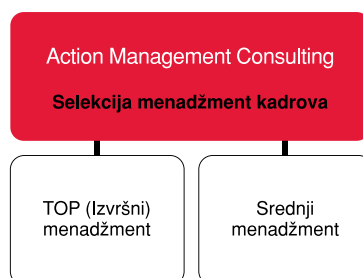 Action Management Consulting
Selekcija menadžment kadrova
TOP (Izvršni)
menadžment
Srednji
menadžment